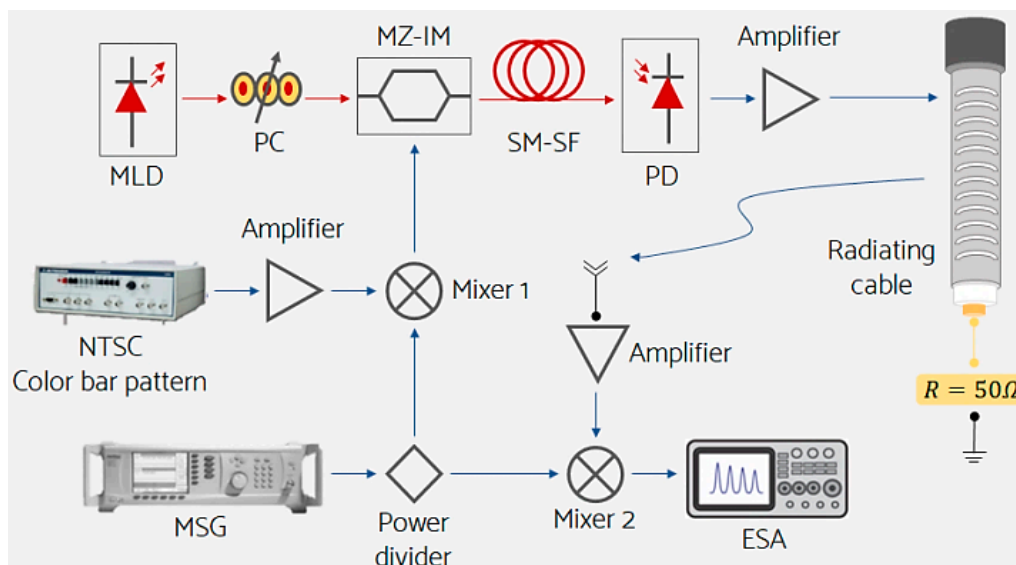 MZ-IM
Amplifier
MLD
PC
SM-SF
PD
Amplifier
Mixer 1
Radiating
cable
NTSC
Color bar pattern
Amplifier
R = 50Ω
MSG
Power
divider
Mixer 2
ESA